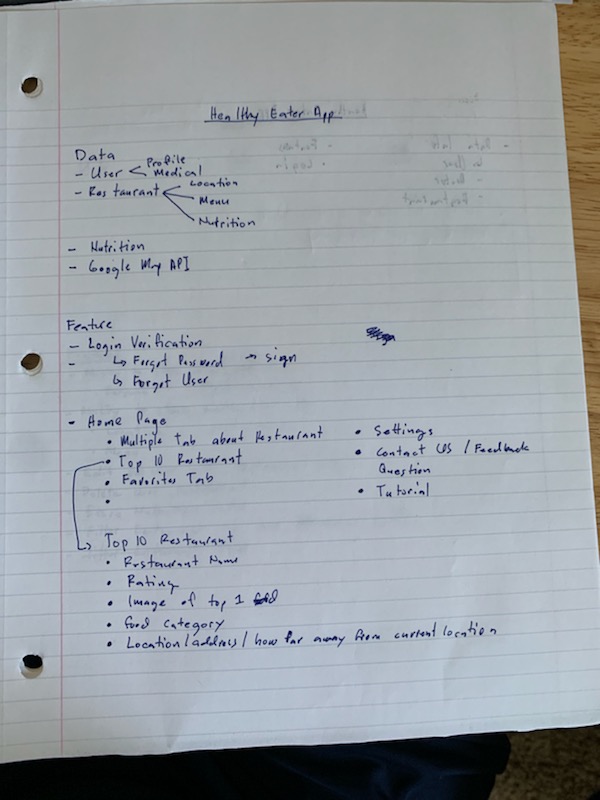 Healthy Eater App
Data
- User < Profile
Medical
- Restaurant Location
Menu
Nutrition
- Nutrition
- Google Map API
Feature
- Login Verification
- ↳ Forgot Password → sign
↳ Forgot User
- Home Page
• Multiple Tab about Restaurant
• Top 10 Restaurant
• Favorites Tab
•
• Settings
• Contact US / Feedback
Question
• Tutorial
↳ Top 10 Restaurant
• Restaurant Name
• Rating
• Image of top 1 food
• Food Category
• Location/address/how far away from current location